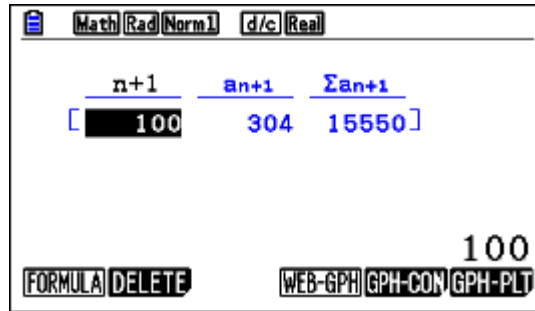 Math Rad Norm1 d/c Real
n+1 an+1 Σan+1
[ 100 304 15550]
100
FORMULA DELETE WEB-GPH GPH-CON GPH-PLT